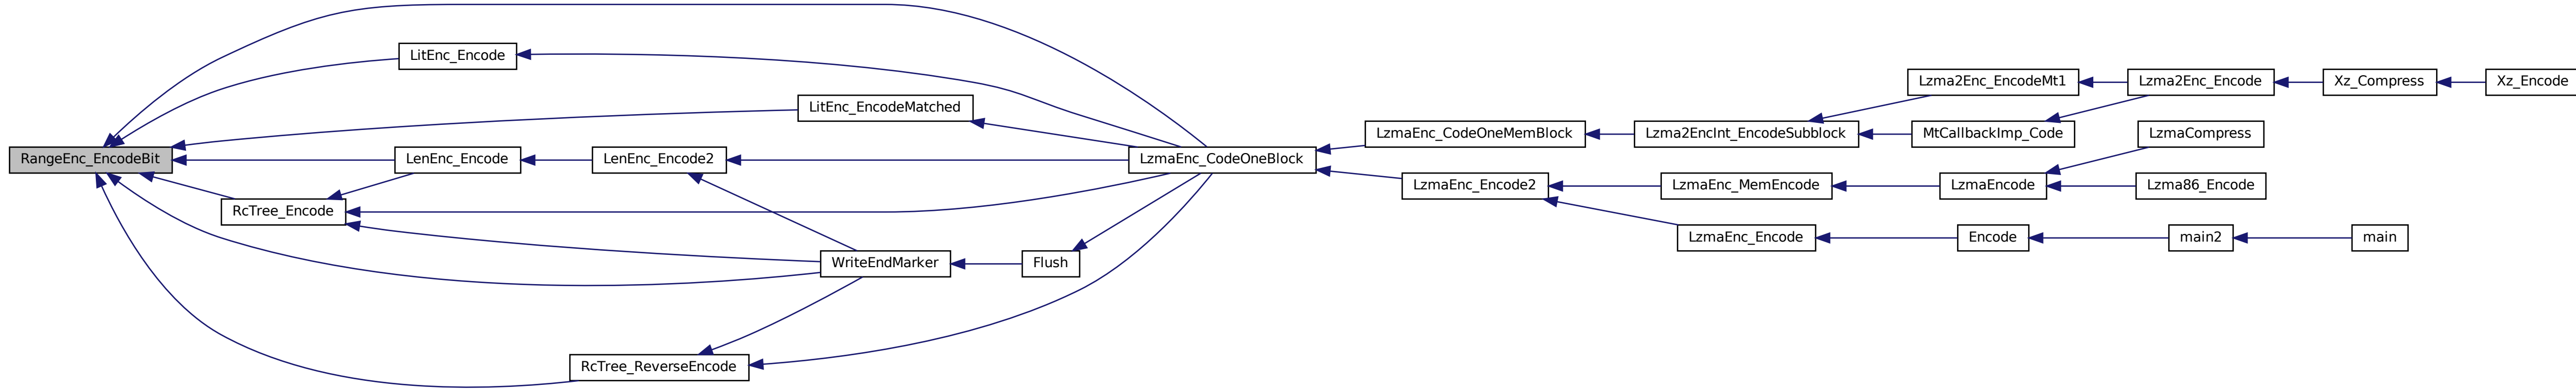 RangeEnc_EncodeBit
LitEnc_Encode
LitEnc_EncodeMatched
LenEnc_Encode
LenEnc_Encode2
RcTree_Encode
WriteEndMarker
Flush
RcTree_ReverseEncode
LzmaEnc_CodeOneBlock
LzmaEnc_CodeOneMemBlock
Lzma2EncInt_EncodeSubblock
Lzma2Enc_EncodeMt1
Lzma2Enc_Encode
Xz_Compress
Xz_Encode
MtCallbackImp_Code
LzmaCompress
LzmaEnc_Encode2
LzmaEnc_MemEncode
LzmaEncode
Lzma86_Encode
LzmaEnc_Encode
Encode
main2
main